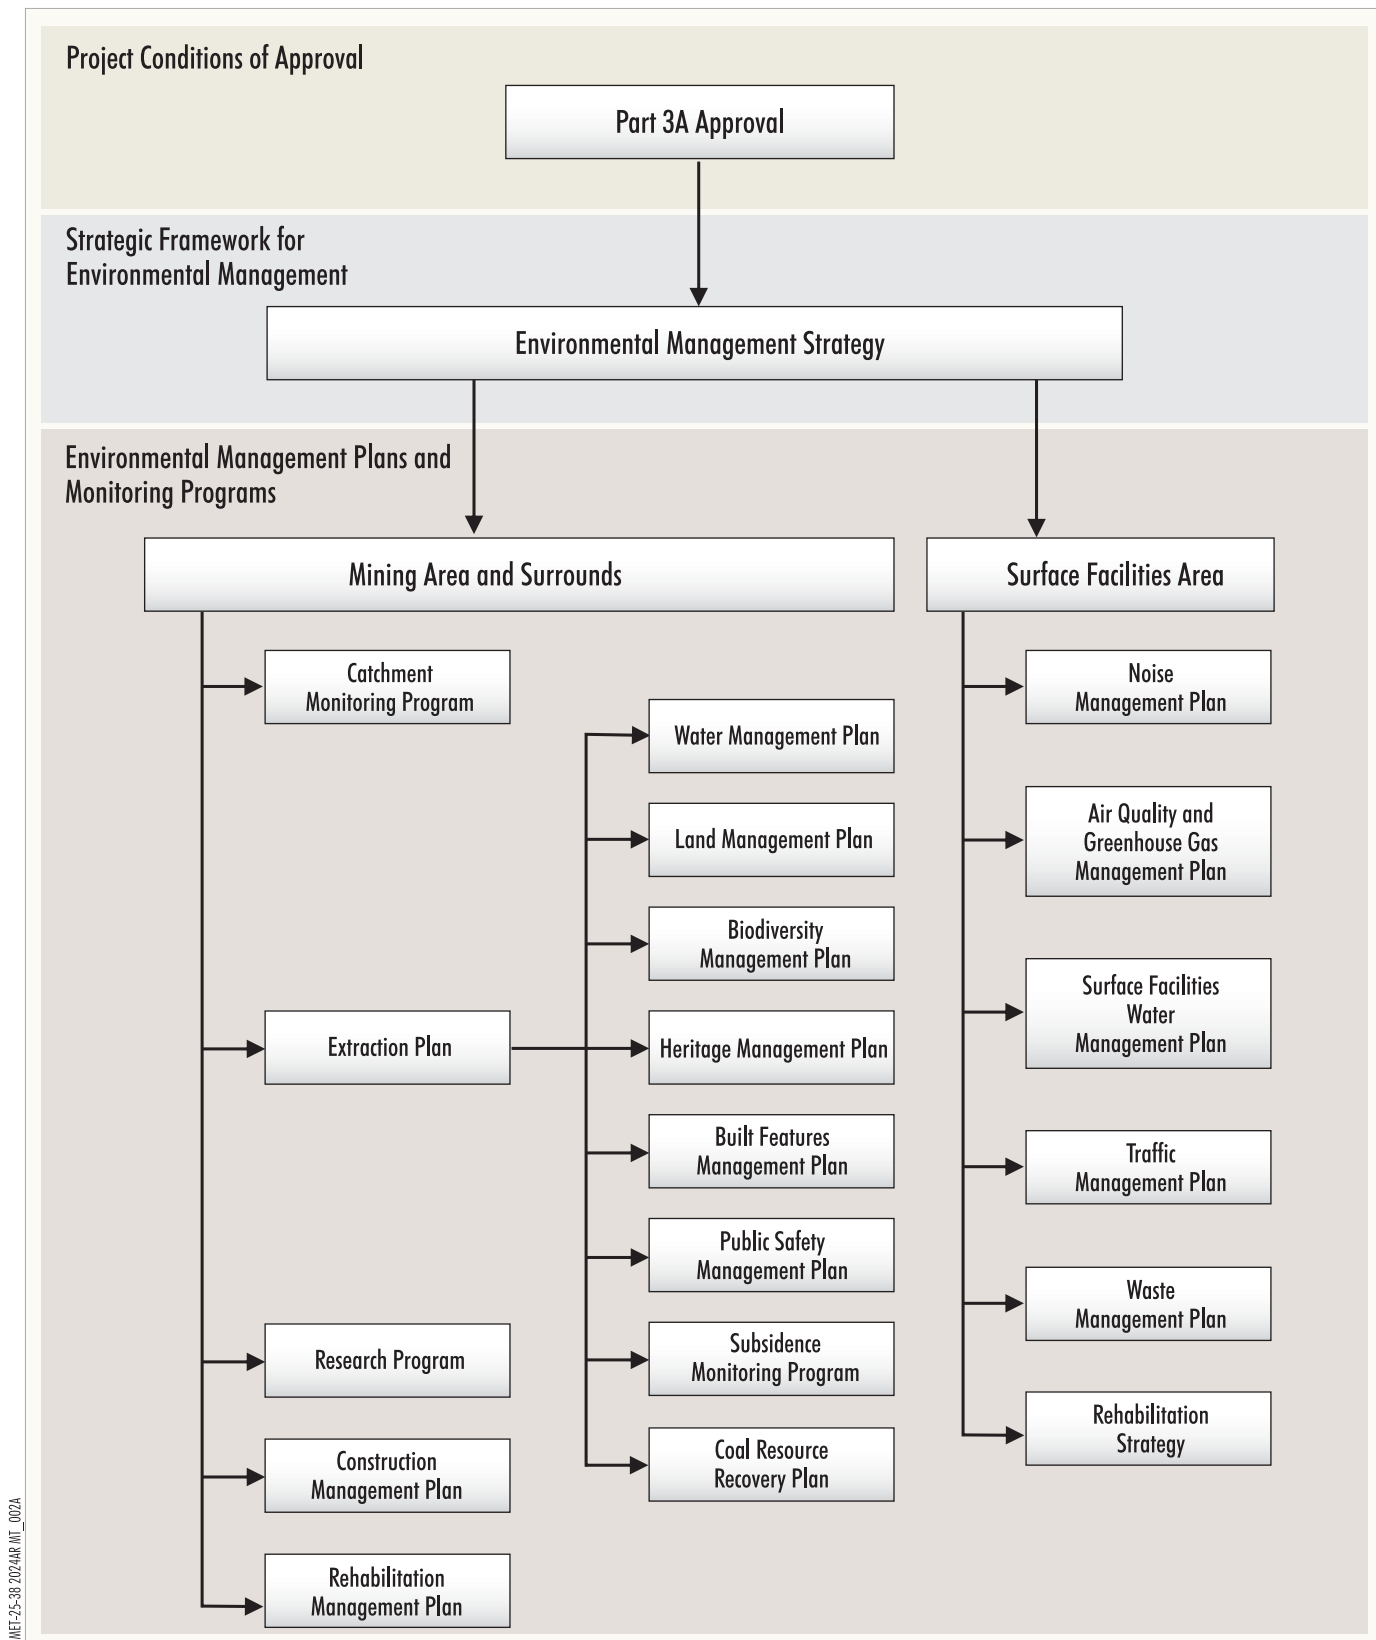 Project Conditions of Approval
Part 3A Approval
Strategic Framework for
Environmental Management
Environmental Management Strategy
Environmental Management Plans and
Monitoring Programs
Mining Area and Surrounds
Catchment
Monitoring Program
Extraction Plan
Research Program
Construction
Management Plan
Rehabilitation
Management Plan
Water Management Plan
Land Management Plan
Biodiversity
Management Plan
Heritage Management Plan
Built Features
Management Plan
Public Safety
Management Plan
Subsidence
Monitoring Program
Coal Resource
Recovery Plan
Surface Facilities Area
Noise
Management Plan
Air Quality and
Greenhouse Gas
Management Plan
Surface Facilities
Water
Management Plan
Traffic
Management Plan
Waste
Management Plan
Rehabilitation
Strategy
MET-25-38 2024AR MT_002A